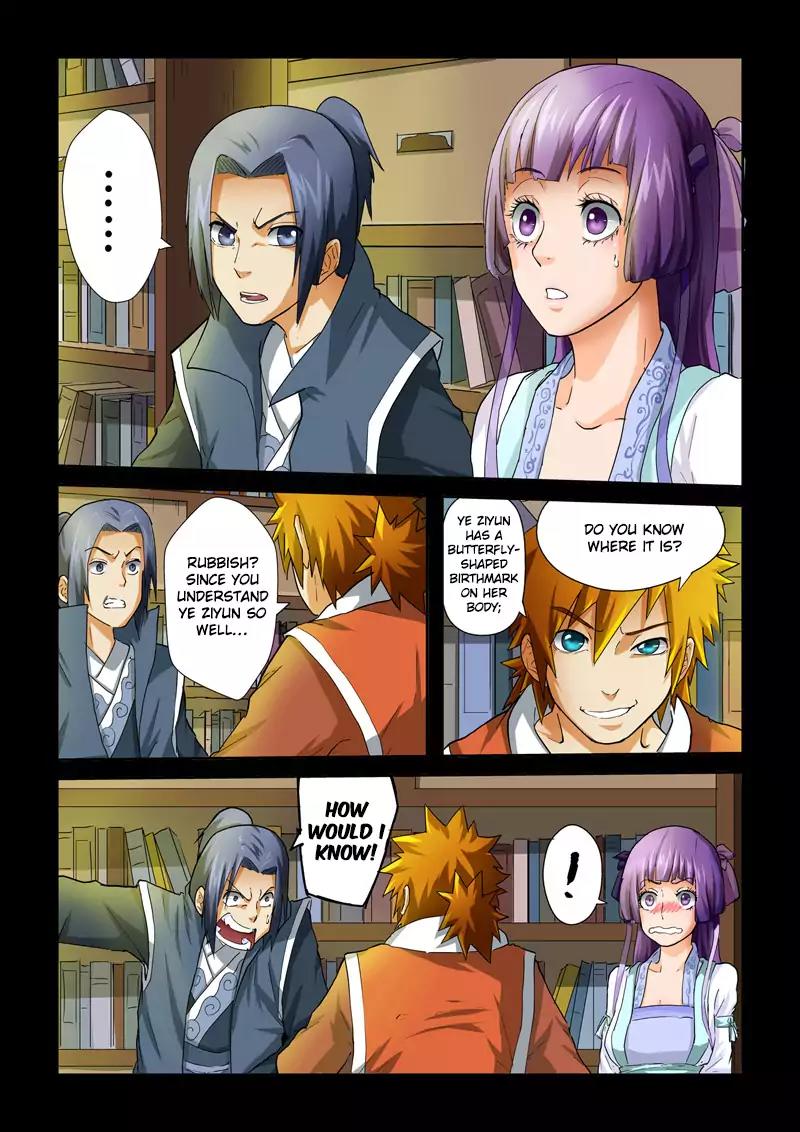 ......
RUBBISH?
SINCE YOU
UNDERSTAND
YE ZIYUN SO
WELL...
YE ZIYUN
HAS A
BUTTERFLY-
SHAPED
BIRTHMARK
ON HER
BODY;
DO YOU KNOW
WHERE IT IS?
HOW
WOULD I
KNOW!
!